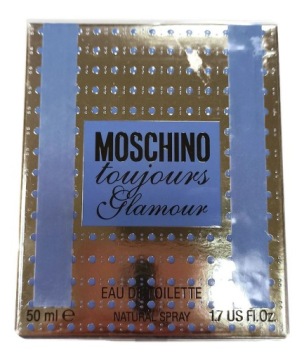 MOSCHINO
toujours
Glamour
EAU DE TOILETTE
50 ml ℮ NATURAL SPRAY 1.7 US Fl.Oz